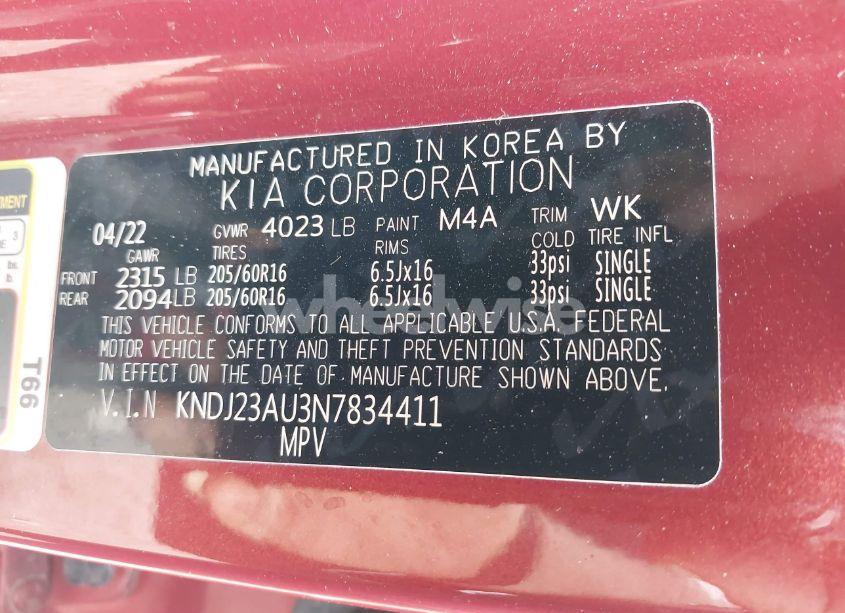 MANUFACTURED IN KOREA BY
KIA CORPORATION
04/22 GVWR 4023 LB PAINT M4A TRIM WK
GAWR TIRES RIMS COLD TIRE INFL
FRONT 2315 LB 205/60R16 6.5Jx16 33psi SINGLE
REAR 2094 LB 205/60R16 6.5Jx16 33psi SINGLE
THIS VEHICLE CONFORMS TO ALL APPLICABLE U.S.A. FEDERAL
MOTOR VEHICLE SAFETY AND THEFT PREVENTION STANDARDS
IN EFFECT ON THE DATE OF MANUFACTURE SHOWN ABOVE.
V.I.N KNDJ23AU3N7834411
MPV
T66
3
lb.
wheelwise